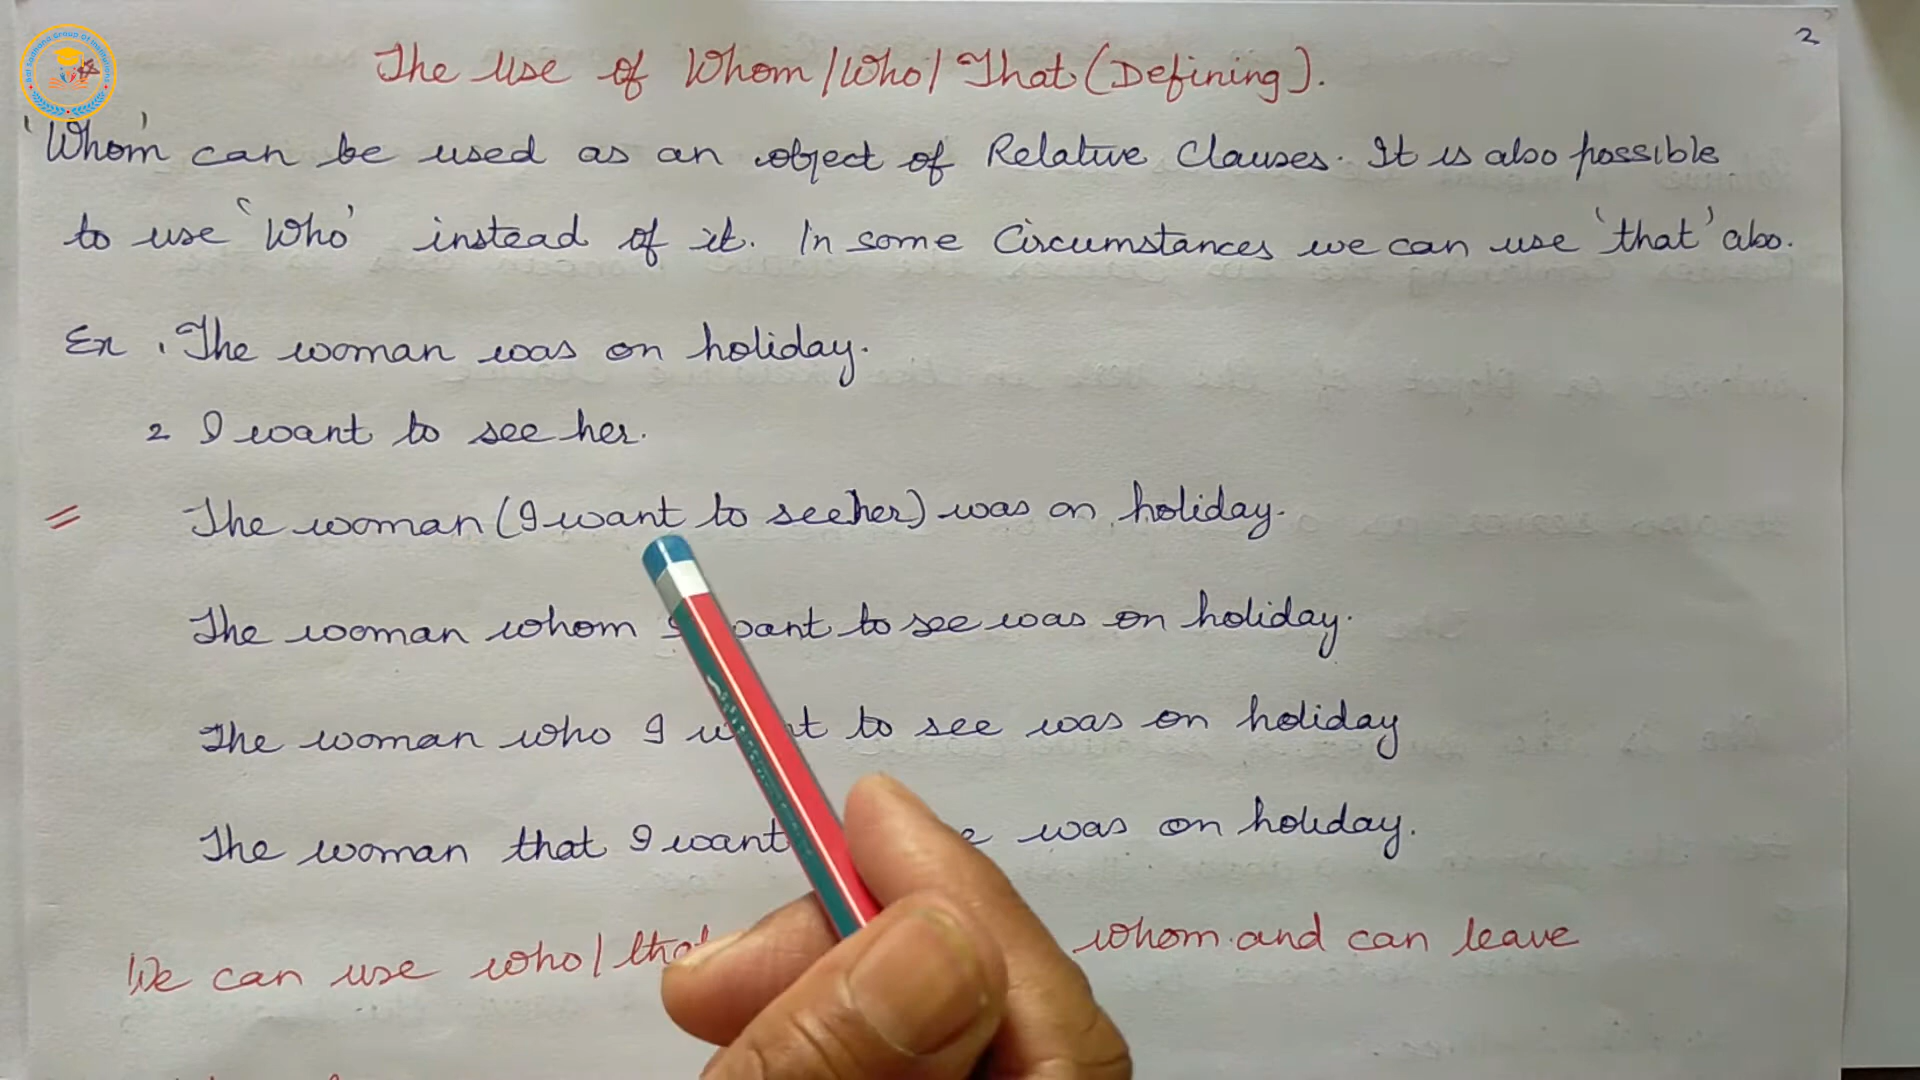 2
The Use of Whom/Who/That (Defining).
'Whom' can be used as an object of Relative Clauses. It is also possible
to use 'Who' instead of it. In some Circumstances we can use 'that' also.
Ex 1. The woman was on holiday.
2 I want to see her.
= The woman (I want to see her) was on holiday.
The woman whom I want to see was on holiday.
The woman who I want to see was on holiday
The woman that I want was on holiday.
We can use who/that whom and can leave